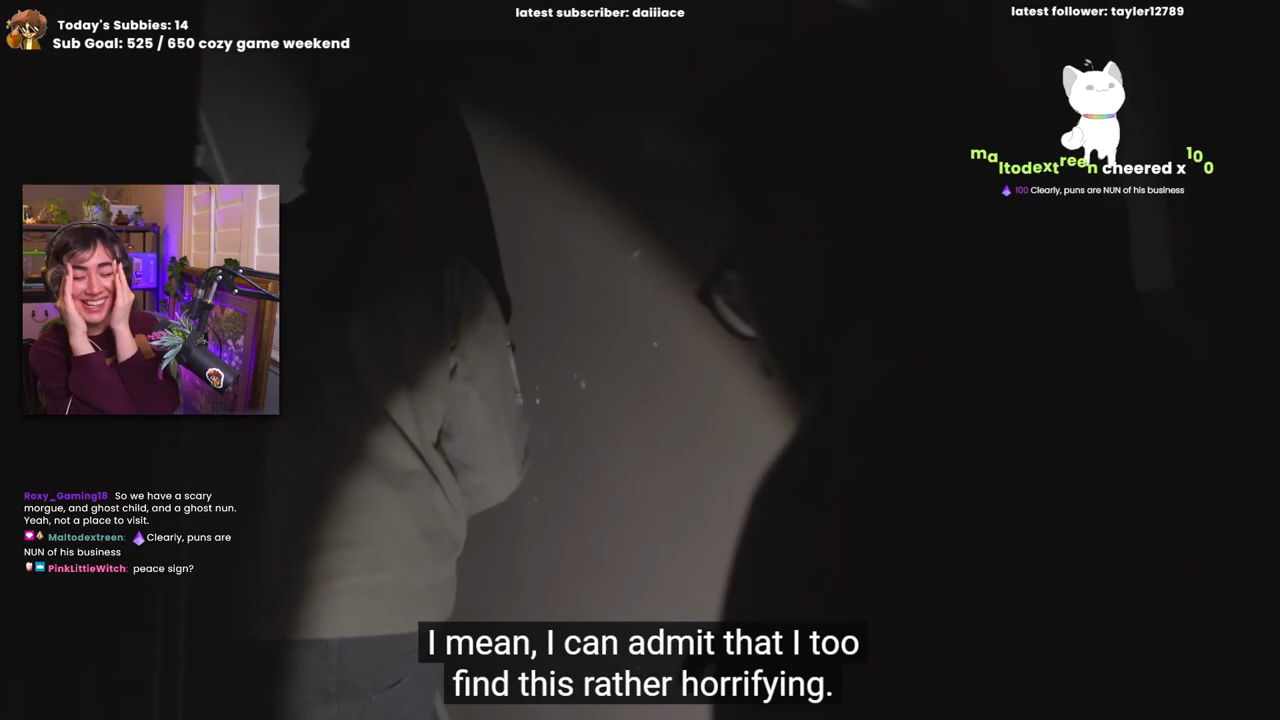 Today's Subbies: 14
Sub Goal: 525 / 650 cozy game weekend
latest subscriber: daiiiace
latest follower: tayler12789
maltodextreen cheered x 100
100 Clearly, puns are NUN of his business
Roxy_Gaming18: So we have a scary
morgue, and ghost child, and a ghost nun.
Yeah, not a place to visit.
Maltodextreen: Clearly, puns are
NUN of his business
PinkLittleWitch: peace sign?
I mean, I can admit that I too
find this rather horrifying.